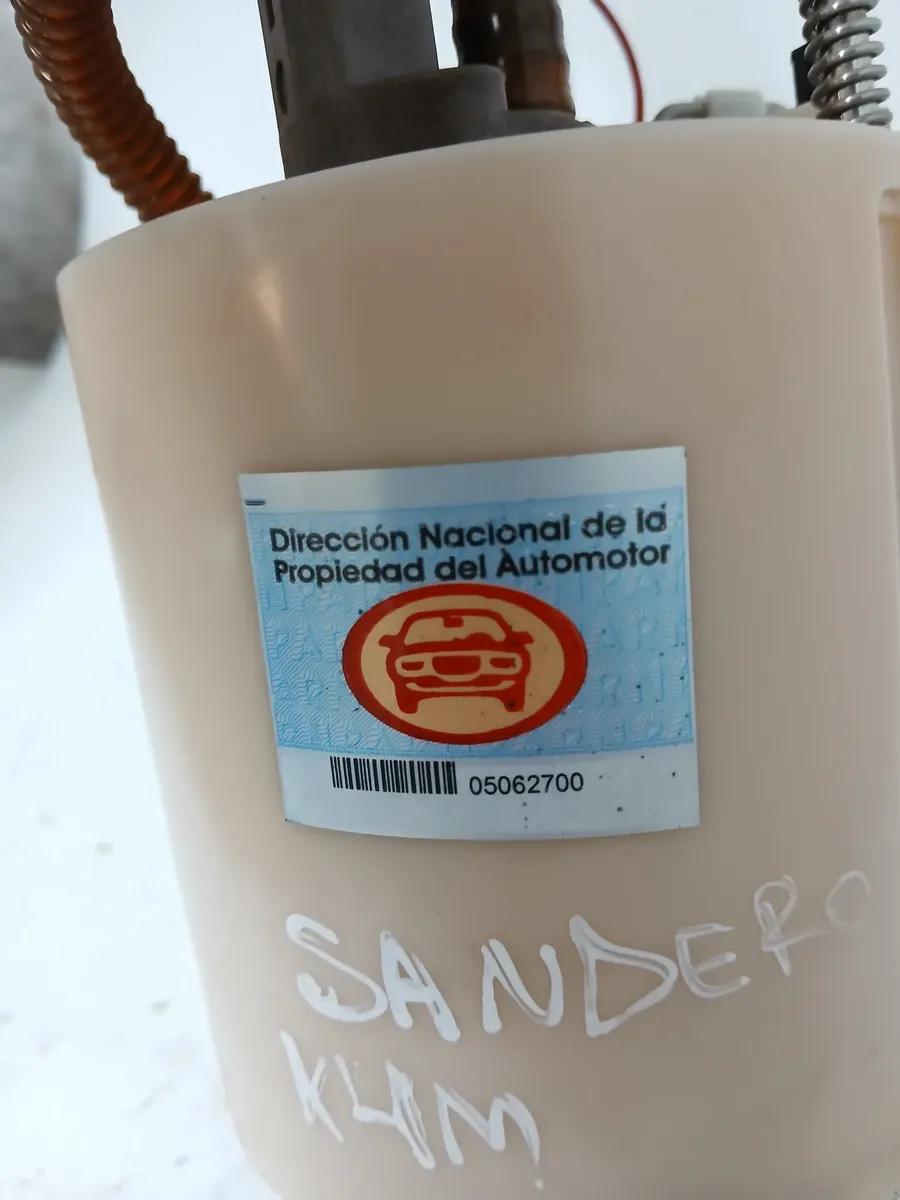 Dirección Nacional de la
Propiedad del Automotor
05062700
SANDERO
K4M